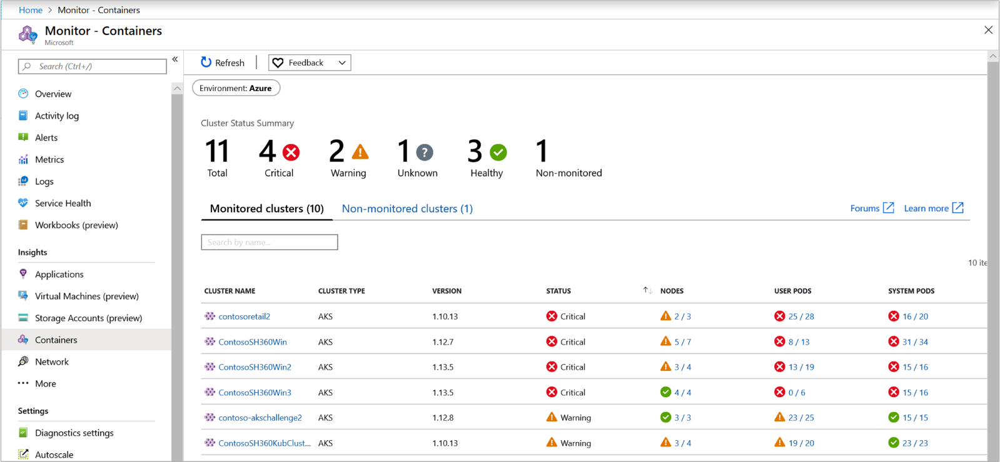 Home > Monitor - Containers
Monitor - Containers
Microsoft
Search (Ctrl+/)
«
Overview
Activity log
Alerts
Metrics
Logs
Service Health
Workbooks (preview)
Insights
Applications
Virtual Machines (preview)
Storage Accounts (preview)
Containers
Network
More
Settings
Diagnostics settings
Autoscale
Refresh | Feedback
Environment: Azure
Cluster Status Summary
11 4 2 1 ? 3 1
Total Critical Warning Unknown Healthy Non-monitored
Monitored clusters (10) Non-monitored clusters (1) Forums Learn more
Search by name...
10 ite
CLUSTER NAME CLUSTER TYPE VERSION STATUS NODES USER PODS SYSTEM PODS
contosoretail2 AKS 1.10.13 Critical 2 / 3 25 / 28 16 / 20
ContosoSH360Win AKS 1.12.7 Critical 5 / 7 8 / 13 31 / 34
ContosoSH360Win2 AKS 1.13.5 Critical 3 / 4 13 / 19 15 / 16
ContosoSH360Win3 AKS 1.13.5 Critical 4 / 4 0 / 6 15 / 16
contoso-akschallenge2 AKS 1.12.8 Warning 3 / 3 23 / 25 15 / 15
ContosoSH360KubClust... AKS 1.10.13 Warning 3 / 4 19 / 20 23 / 23